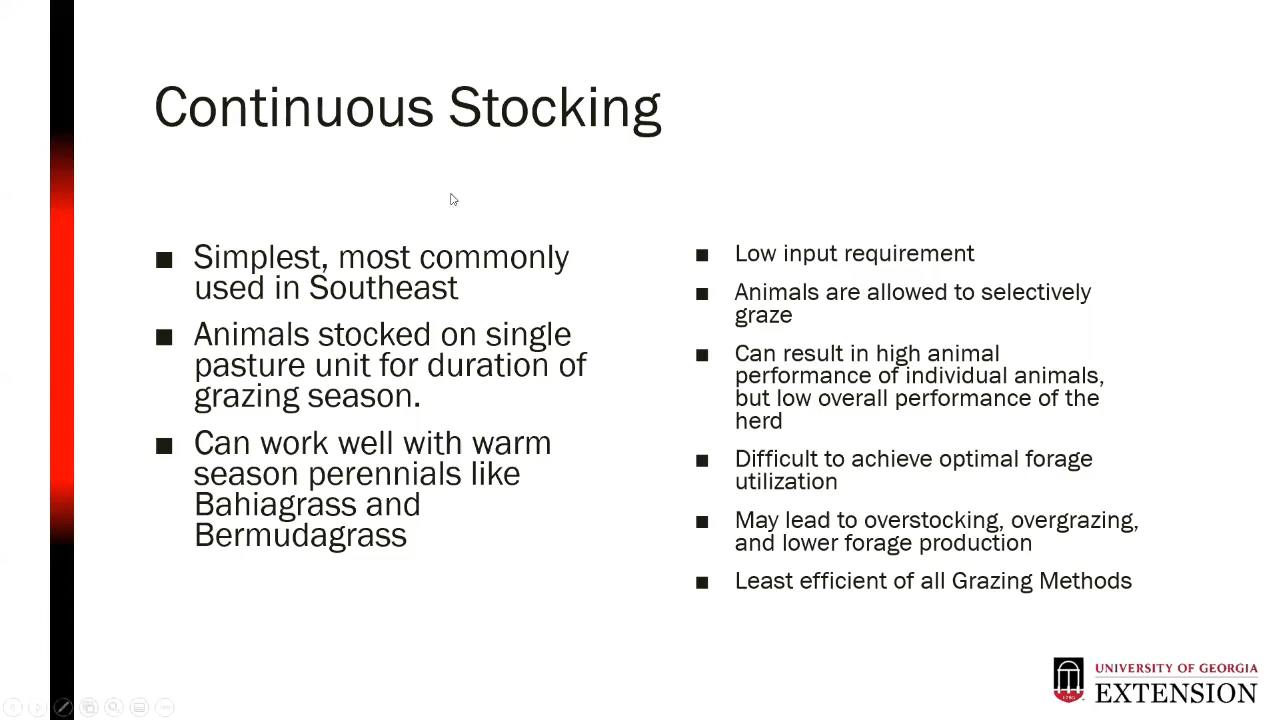 Continuous Stocking
■ Simplest, most commonly
used in Southeast
■ Animals stocked on single
pasture unit for duration of
grazing season.
■ Can work well with warm
season perennials like
Bahiagrass and
Bermudagrass
■ Low input requirement
■ Animals are allowed to selectively
graze
■ Can result in high animal
performance of individual animals,
but low overall performance of the
herd
■ Difficult to achieve optimal forage
utilization
■ May lead to overstocking, overgrazing,
and lower forage production
■ Least efficient of all Grazing Methods
1785
UNIVERSITY OF GEORGIA
EXTENSION